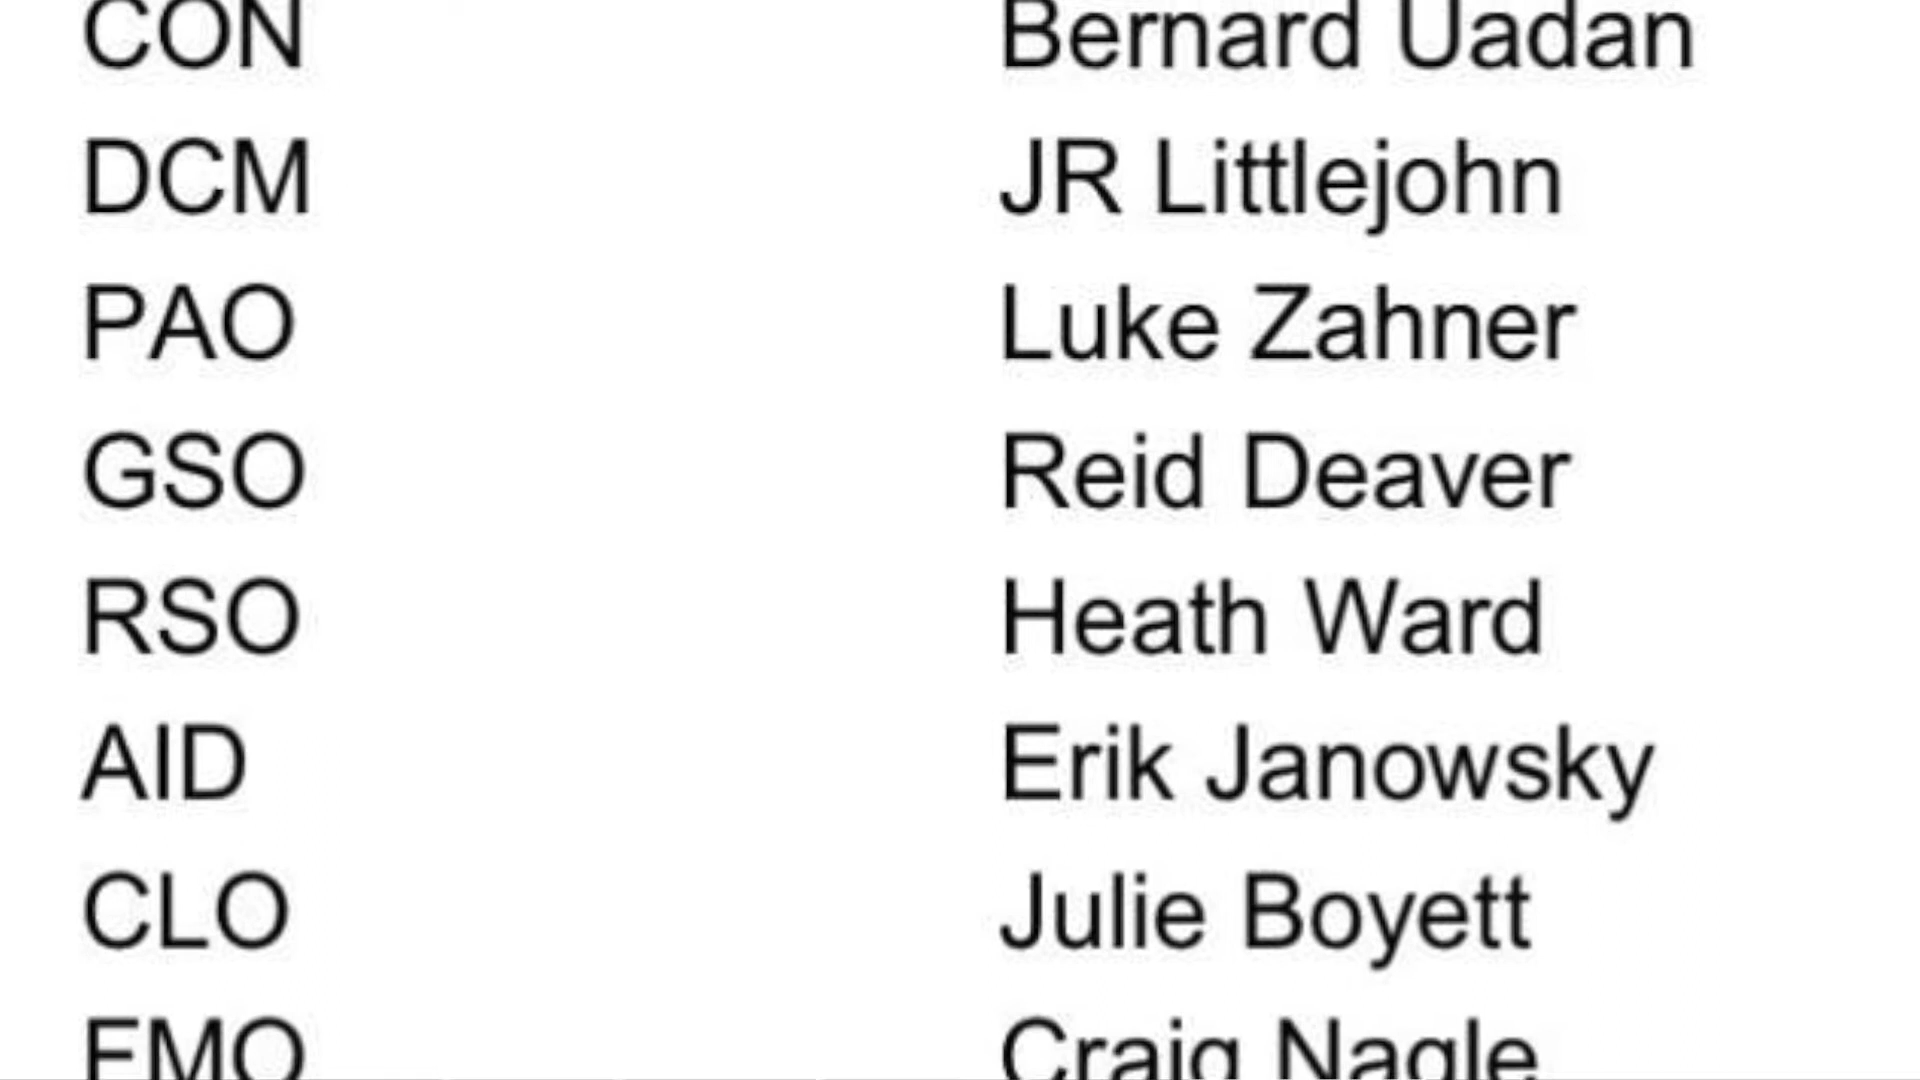 CON Bernard Uadan
DCM JR Littlejohn
PAO Luke Zahner
GSO Reid Deaver
RSO Heath Ward
AID Erik Janowsky
CLO Julie Boyett
FMO Craig Nagle